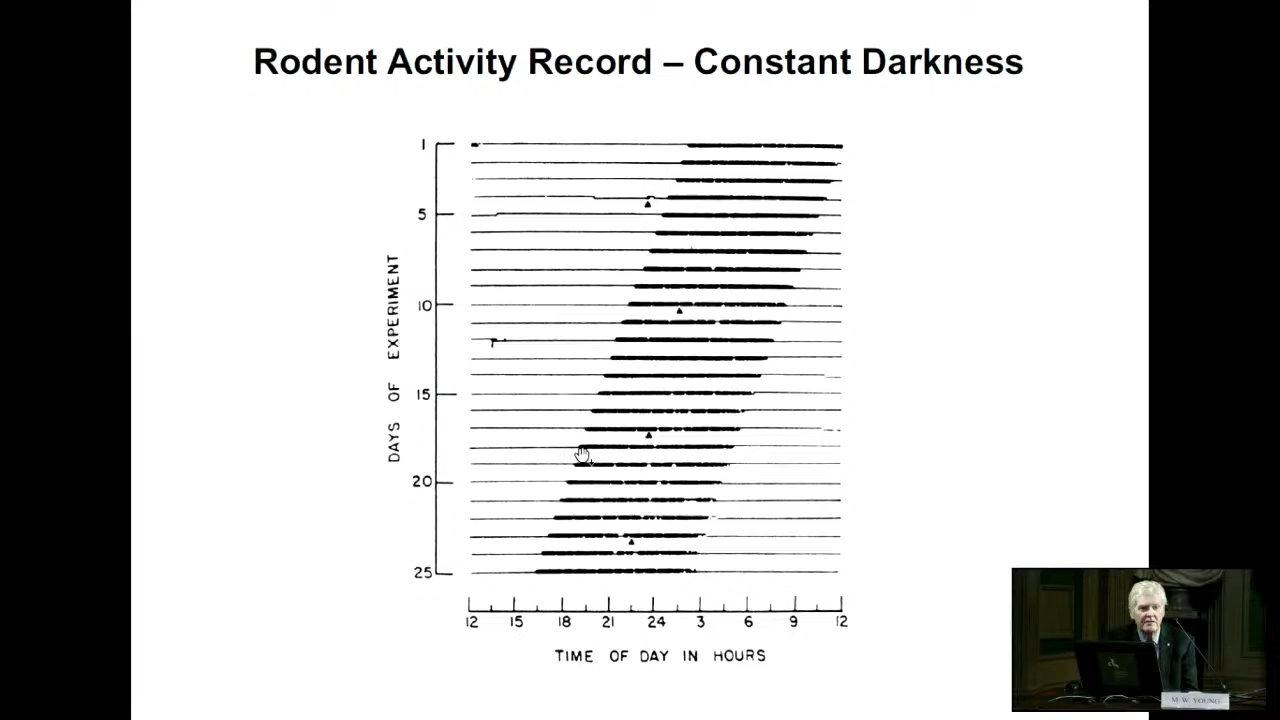 Rodent Activity Record – Constant Darkness
1
5
10
15
20
25
DAYS OF EXPERIMENT
12 15 18 21 24 3 6 9 12
TIME OF DAY IN HOURS
M. W. YOUNG